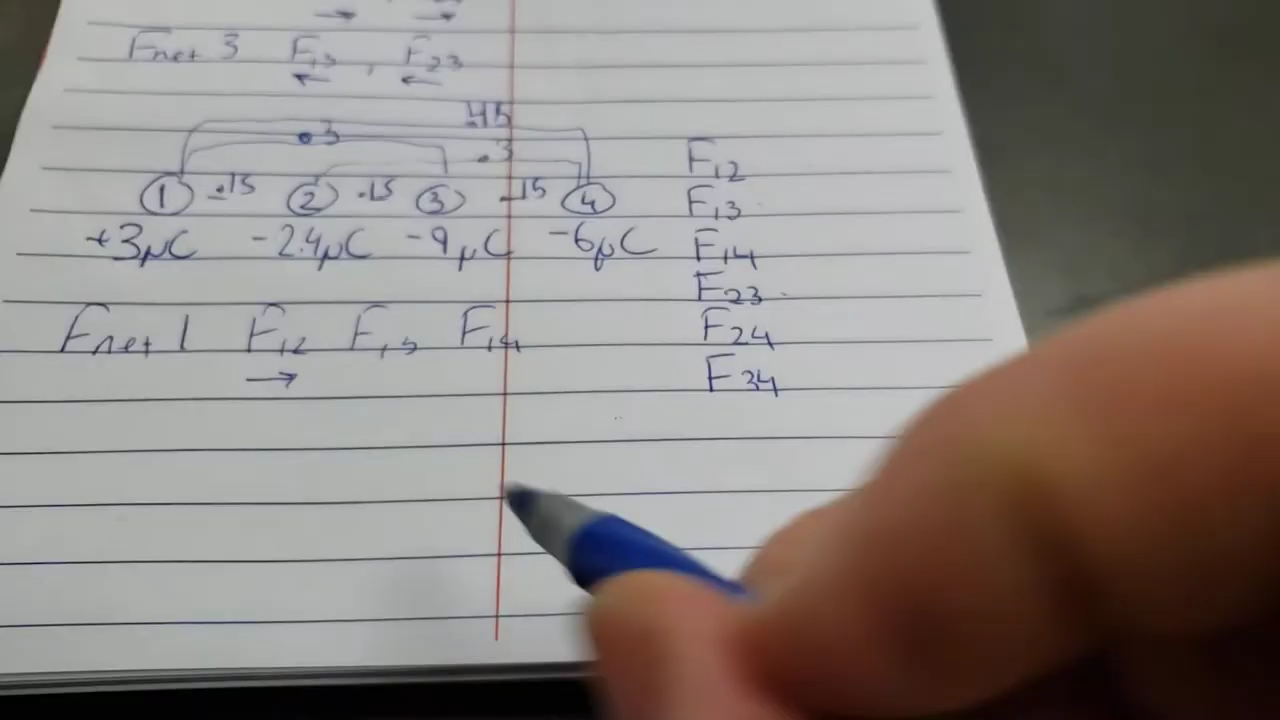 → →
Fnet 3 F13 , F23
← ←
.45
.3 .3
1 .15 2 .15 3 .15 4
+3μC -2.4μC -9μC -6μC
F12
F13
F14
F23
F24
F34
Fnet 1 F12 F13 F14
→